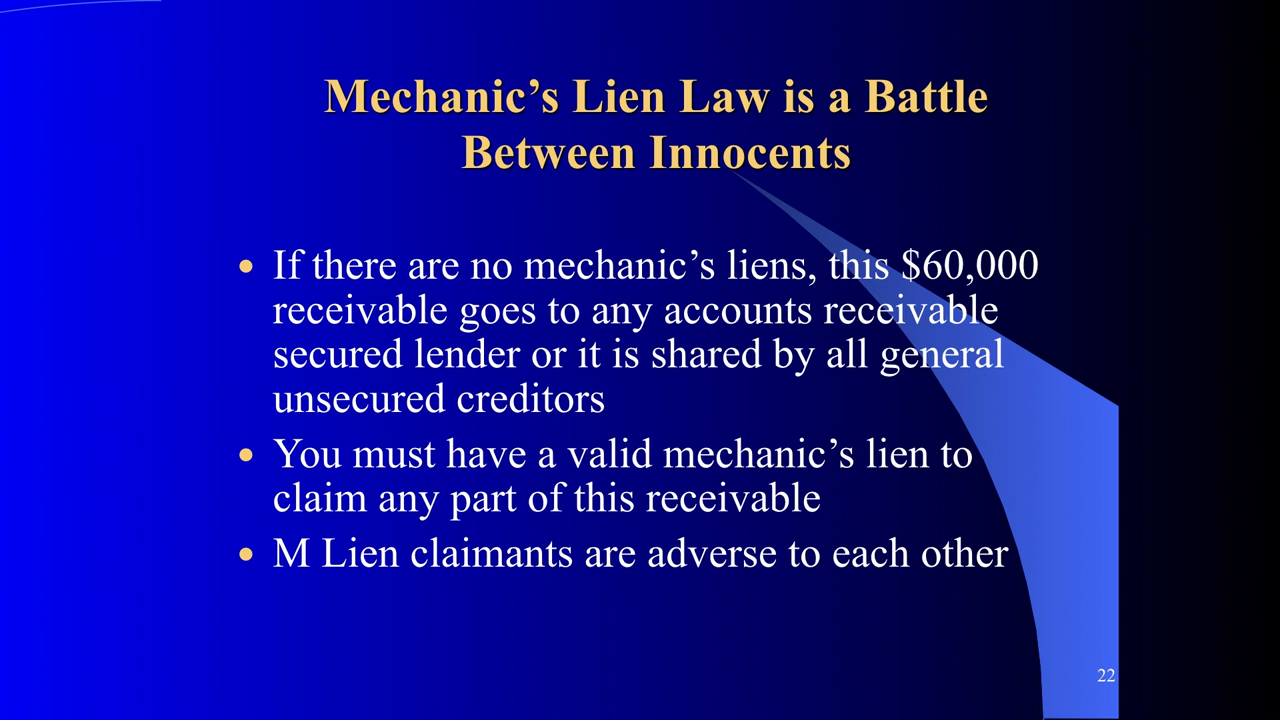 Mechanic’s Lien Law is a Battle
Between Innocents
• If there are no mechanic’s liens, this $60,000
receivable goes to any accounts receivable
secured lender or it is shared by all general
unsecured creditors
• You must have a valid mechanic’s lien to
claim any part of this receivable
• M Lien claimants are adverse to each other
22